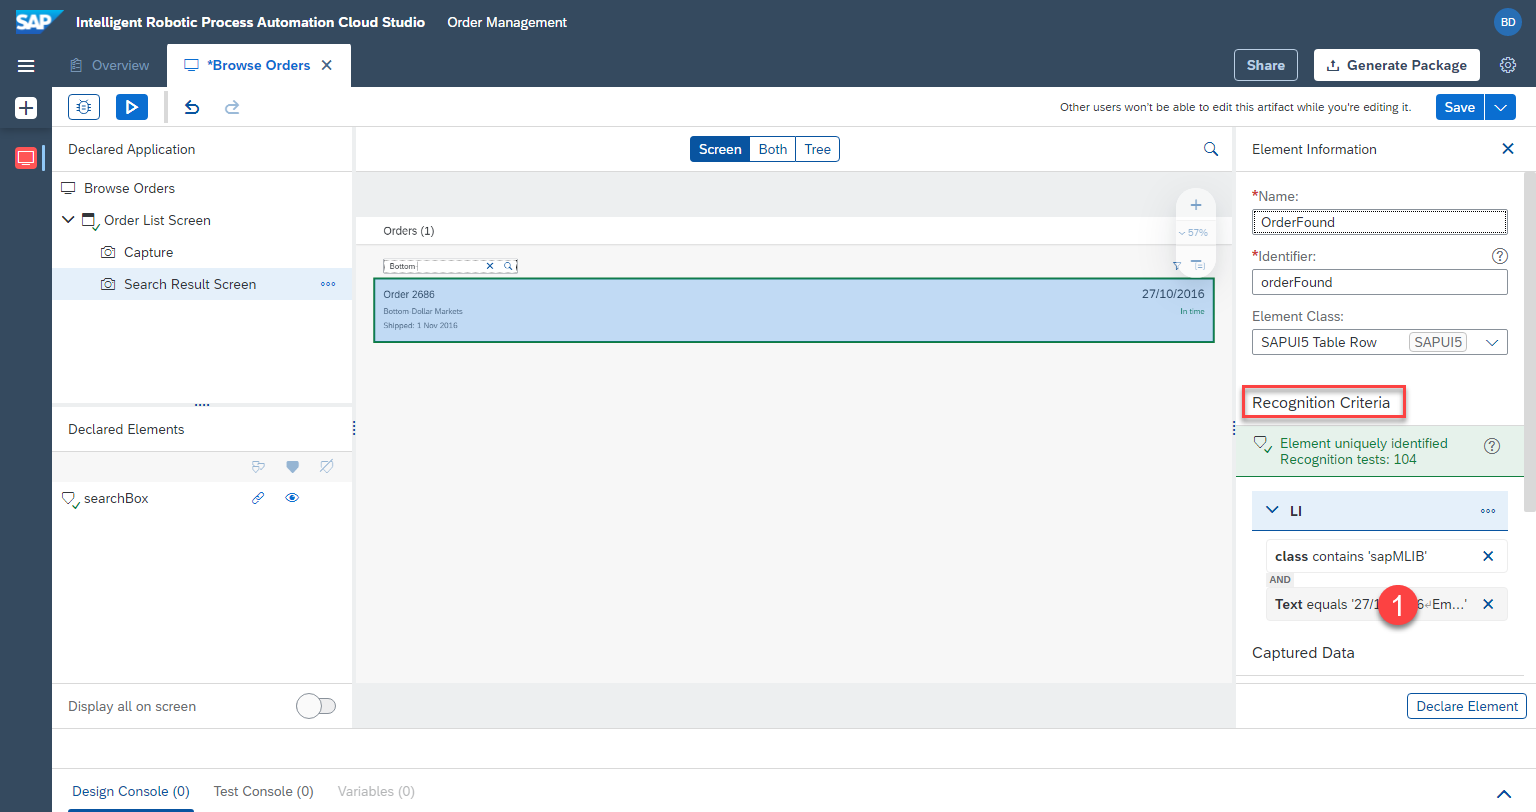 SAP Intelligent Robotic Process Automation Cloud Studio Order Management BD
Overview *Browse Orders Share Generate Package
Other users won't be able to edit this artifact while you're editing it. Save
Declared Application
Browse Orders
Order List Screen
Capture
Search Result Screen
Declared Elements
searchBox
Display all on screen
Screen Both Tree
57%
Orders (1)
Bottom
Order 2686 27/10/2016
Bottom-Dollar Markets In time
Shipped: 1 Nov 2016
Element Information
*Name:
OrderFound
*Identifier:
orderFound
Element Class:
SAPUI5 Table Row SAPUI5
Recognition Criteria
Element uniquely identified
Recognition tests: 104
LI
class contains 'sapMLIB'
AND
Text equals '27/1 6↵Em...'
1
Captured Data
Declare Element
Design Console (0) Test Console (0) Variables (0)